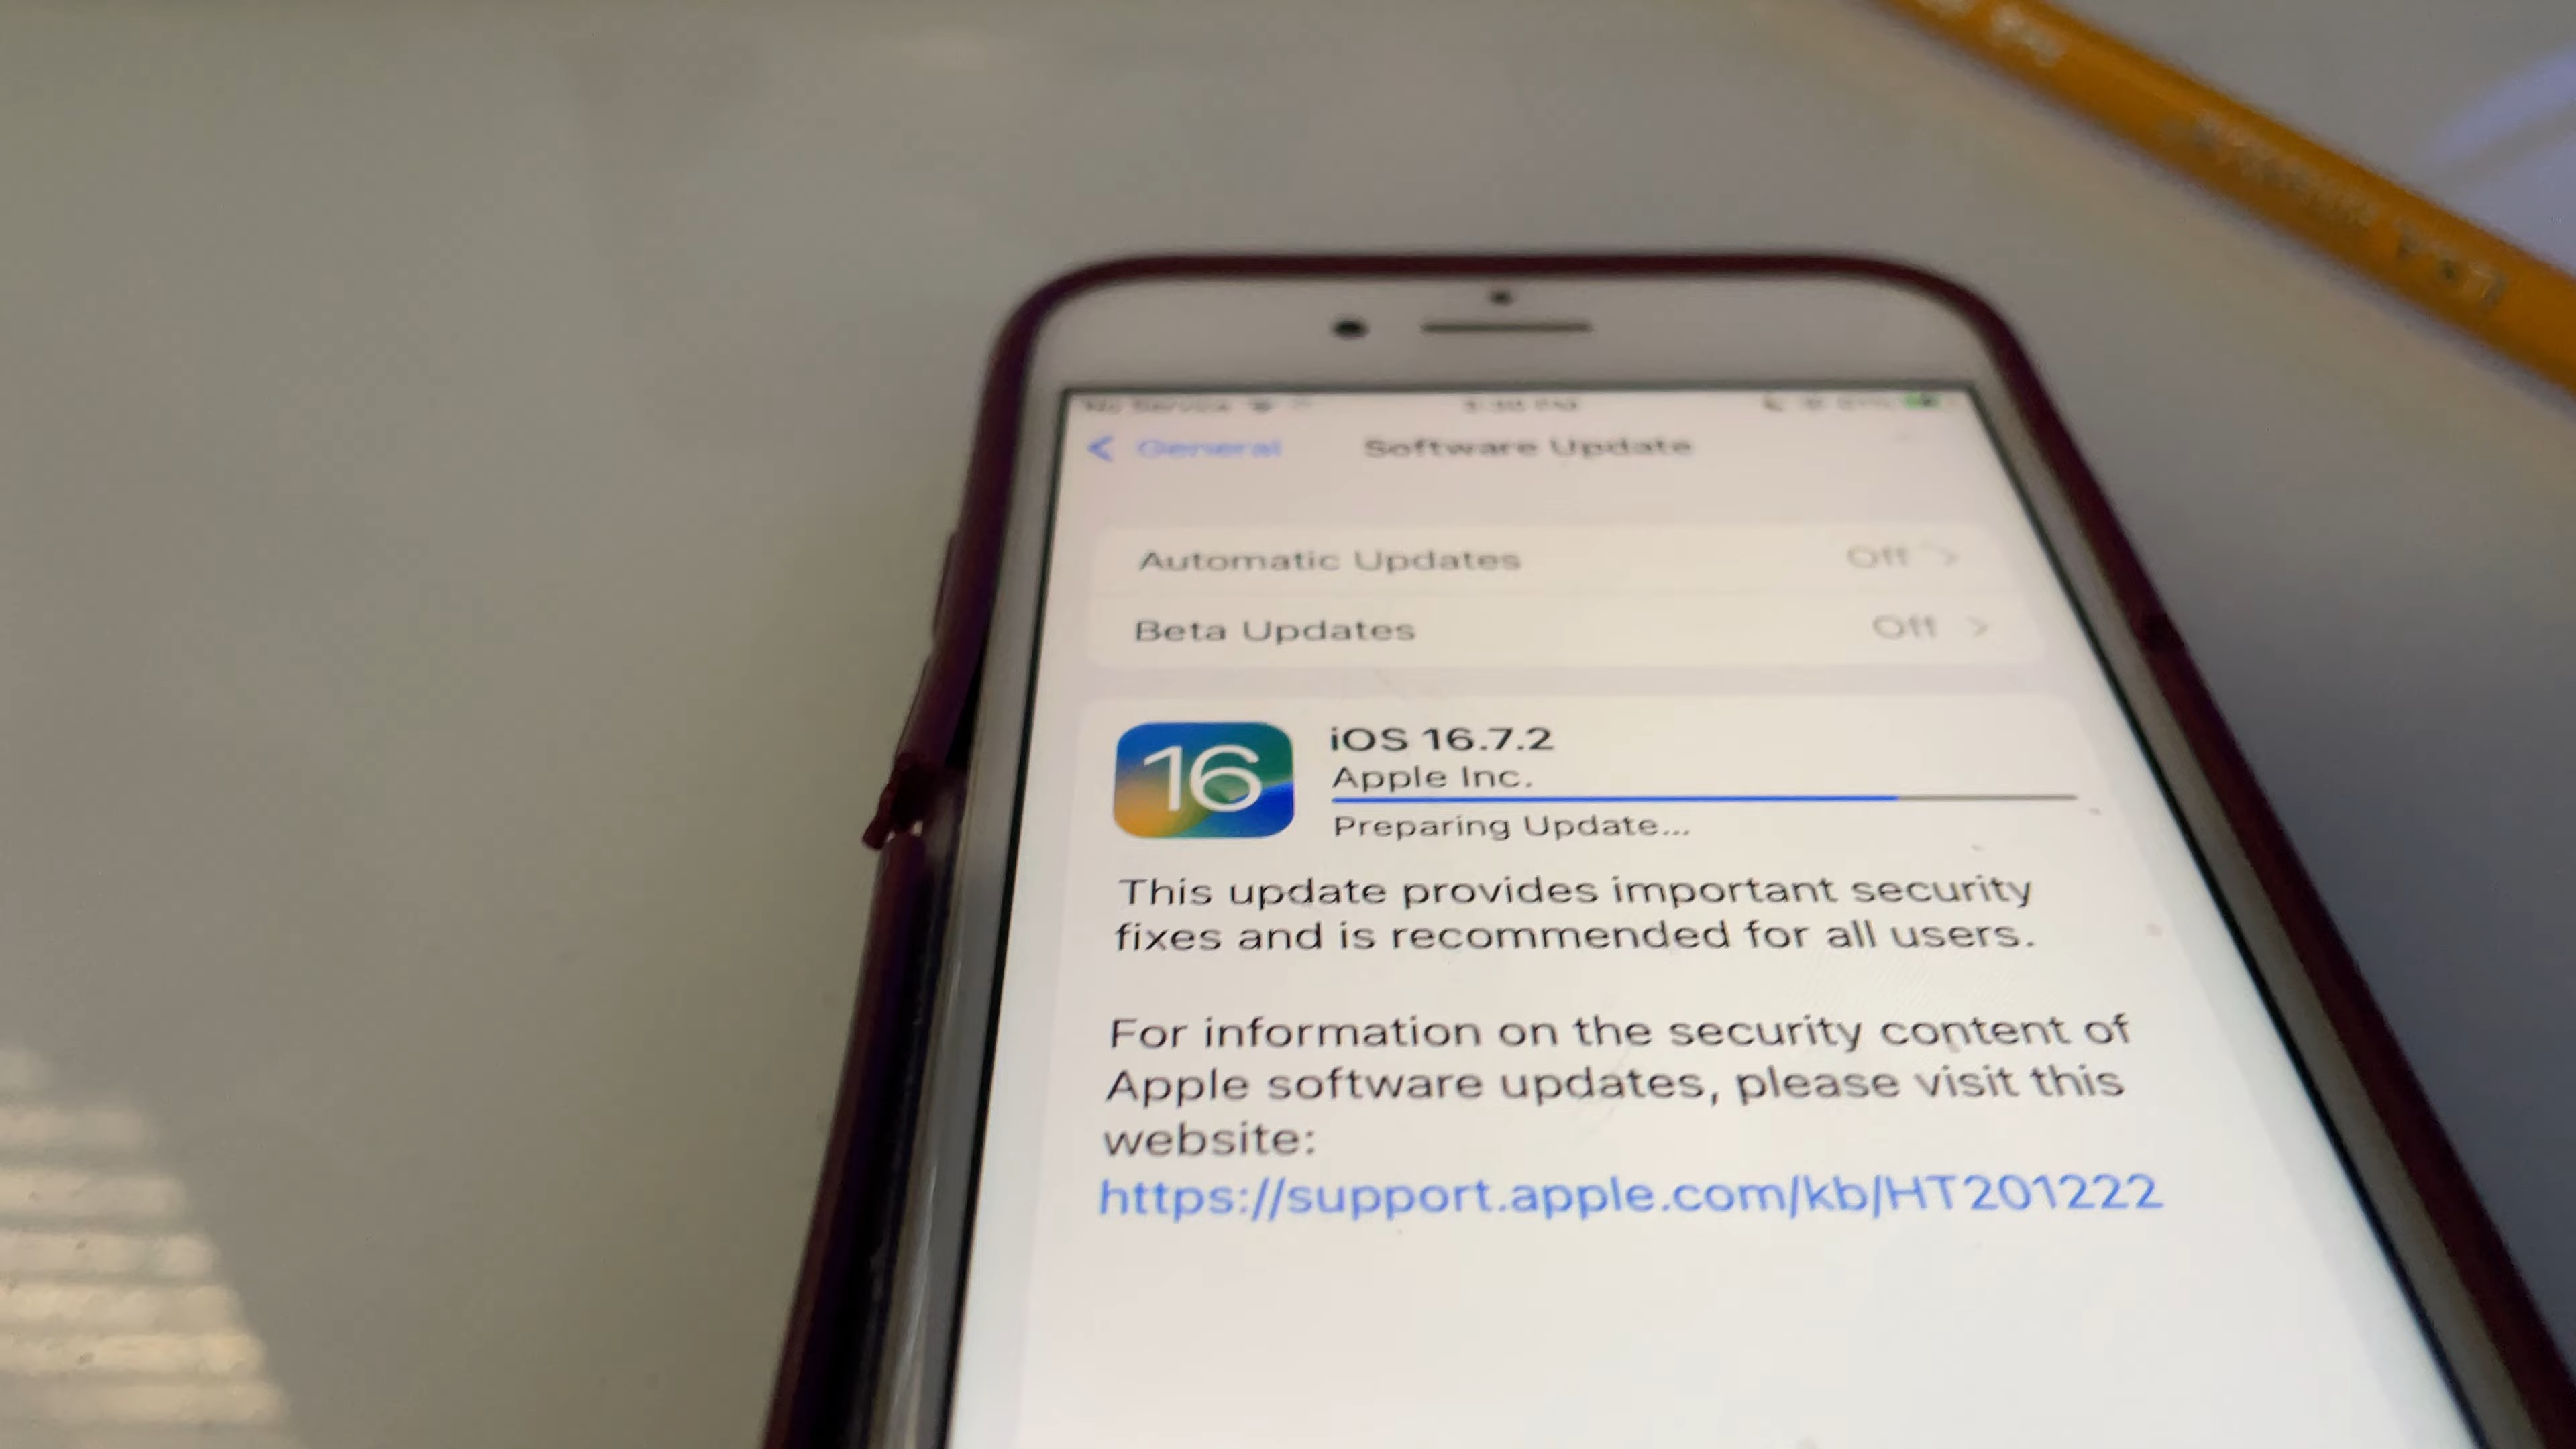 No Service
General
Software Update
Automatic Updates Off
Beta Updates Off
16
iOS 16.7.2
Apple Inc.
Preparing Update...
This update provides important security
fixes and is recommended for all users.
For information on the security content of
Apple software updates, please visit this
website:
https://support.apple.com/kb/HT201222